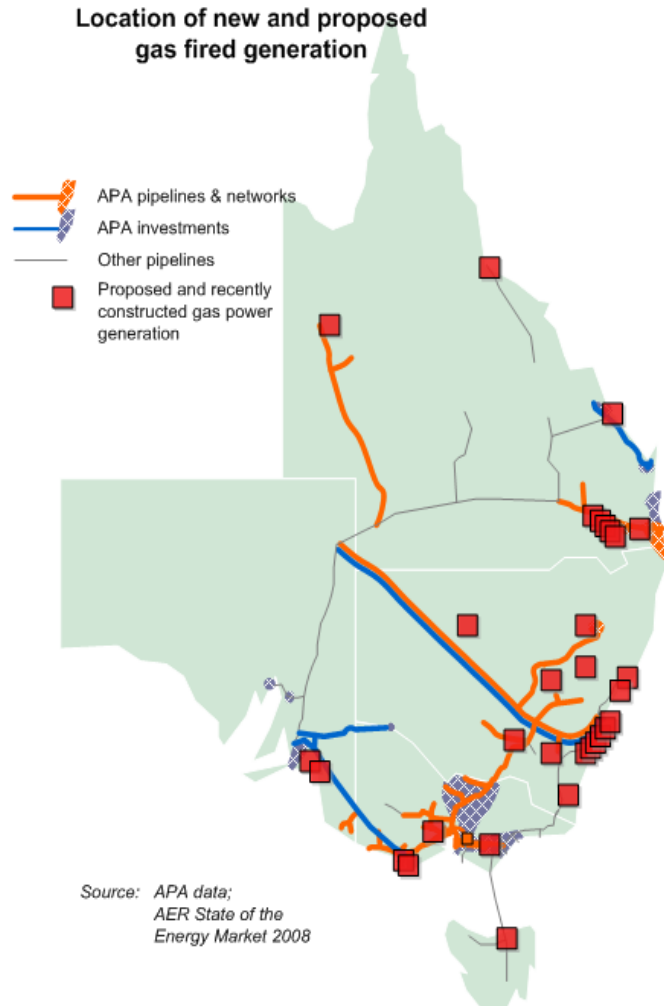 Location of new and proposed
gas fired generation
APA pipelines & networks
APA investments
Other pipelines
Proposed and recently
constructed gas power
generation
Source: APA data;
AER State of the
Energy Market 2008